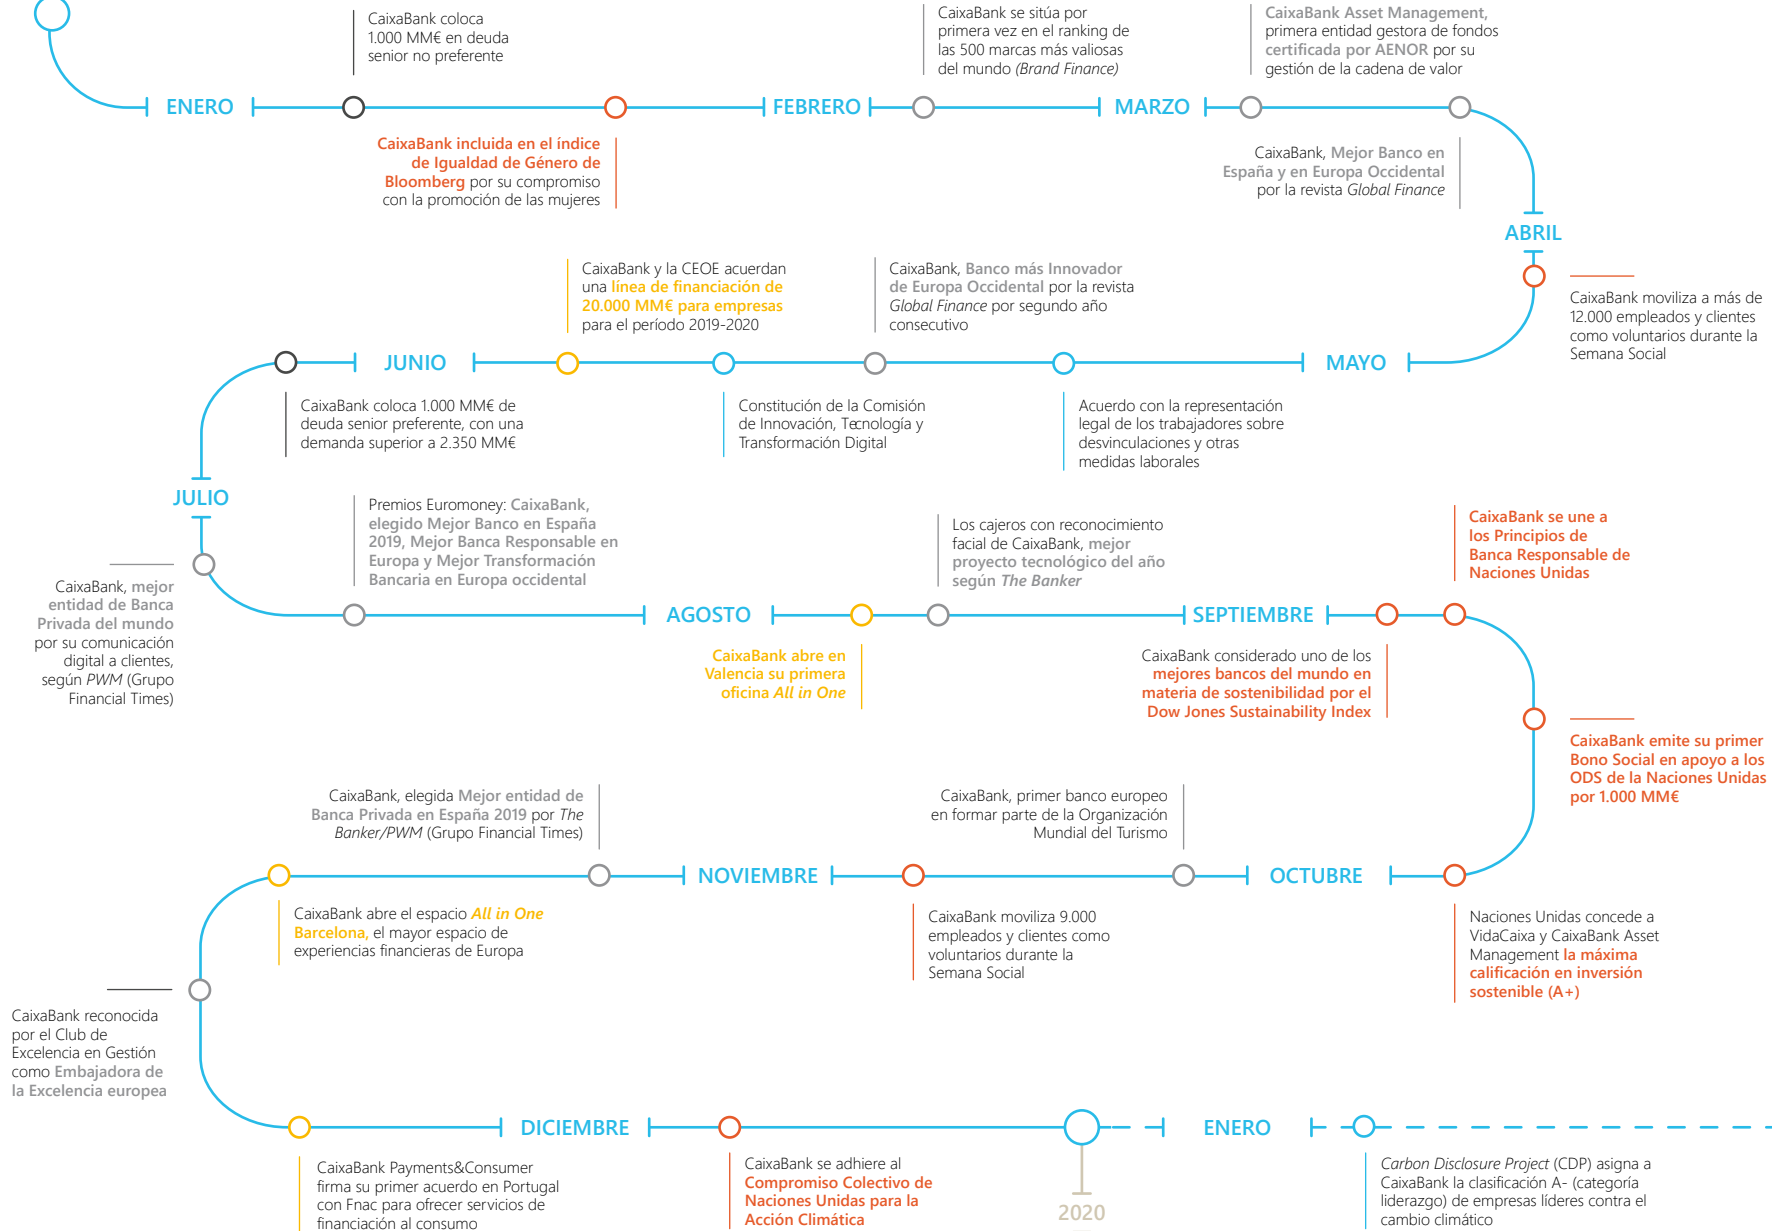 CaixaBank coloca
1.000 MM€ en deuda
senior no preferente
CaixaBank se sitúa por
primera vez en el ranking de
las 500 marcas más valiosas
del mundo (Brand Finance)
CaixaBank Asset Management,
primera entidad gestora de fondos
certificada por AENOR por su
gestión de la cadena de valor
ENERO
FEBRERO
MARZO
CaixaBank incluida en el índice
de Igualdad de Género de
Bloomberg por su compromiso
con la promoción de las mujeres
CaixaBank, Mejor Banco en
España y en Europa Occidental
por la revista Global Finance
ABRIL
CaixaBank moviliza a más de
12.000 empleados y clientes
como voluntarios durante la
Semana Social
CaixaBank y la CEOE acuerdan
una línea de financiación de
20.000 MM€ para empresas
para el período 2019-2020
CaixaBank, Banco más Innovador
de Europa Occidental por la revista
Global Finance por segundo año
consecutivo
JUNIO
MAYO
CaixaBank coloca 1.000 MM€ de
deuda senior preferente, con una
demanda superior a 2.350 MM€
Constitución de la Comisión
de Innovación, Tecnología y
Transformación Digital
Acuerdo con la representación
legal de los trabajadores sobre
desvinculaciones y otras
medidas laborales
JULIO
CaixaBank, mejor
entidad de Banca
Privada del mundo
por su comunicación
digital a clientes,
según PWM (Grupo
Financial Times)
Premios Euromoney: CaixaBank,
elegido Mejor Banco en España
2019, Mejor Banca Responsable en
Europa y Mejor Transformación
Bancaria en Europa occidental
Los cajeros con reconocimiento
facial de CaixaBank, mejor
proyecto tecnológico del año
según The Banker
CaixaBank se une a
los Principios de
Banca Responsable de
Naciones Unidas
AGOSTO
SEPTIEMBRE
CaixaBank abre en
Valencia su primera
oficina All in One
CaixaBank considerado uno de los
mejores bancos del mundo en
materia de sostenibilidad por el
Dow Jones Sustainability Index
CaixaBank emite su primer
Bono Social en apoyo a los
ODS de la Naciones Unidas
por 1.000 MM€
CaixaBank, elegida Mejor entidad de
Banca Privada en España 2019 por The
Banker/PWM (Grupo Financial Times)
CaixaBank, primer banco europeo
en formar parte de la Organización
Mundial del Turismo
NOVIEMBRE
OCTUBRE
CaixaBank abre el espacio All in One
Barcelona, el mayor espacio de
experiencias financieras de Europa
CaixaBank moviliza 9.000
empleados y clientes como
voluntarios durante la
Semana Social
Naciones Unidas concede a
VidaCaixa y CaixaBank Asset
Management la máxima
calificación en inversión
sostenible (A+)
CaixaBank reconocida
por el Club de
Excelencia en Gestión
como Embajadora de
la Excelencia europea
DICIEMBRE
ENERO
CaixaBank Payments&Consumer
firma su primer acuerdo en Portugal
con Fnac para ofrecer servicios de
financiación al consumo
CaixaBank se adhiere al
Compromiso Colectivo de
Naciones Unidas para la
Acción Climática
2020
Carbon Disclosure Project (CDP) asigna a
CaixaBank la clasificación A- (categoría
liderazgo) de empresas líderes contra el
cambio climático